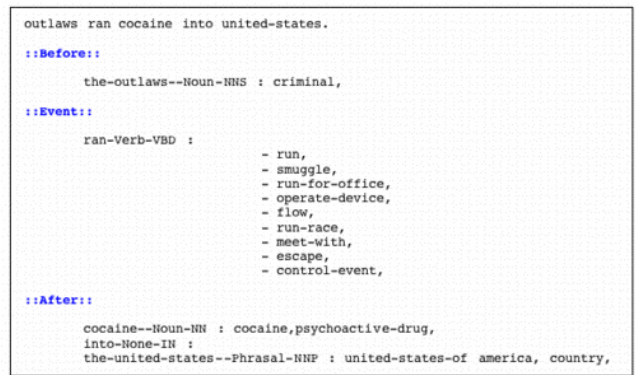 outlaws ran cocaine into united-states.
::Before::
the-outlaws--Noun-NNS : criminal,
::Event::
ran-Verb-VBD :
- run,
- smuggle,
- run-for-office,
- operate-device,
- flow,
- run-race,
- meet-with,
- escape,
- control-event,
::After::
cocaine--Noun-NN : cocaine,psychoactive-drug,
into-None-IN :
the-united-states--Phrasal-NNP : united-states-of america, country,